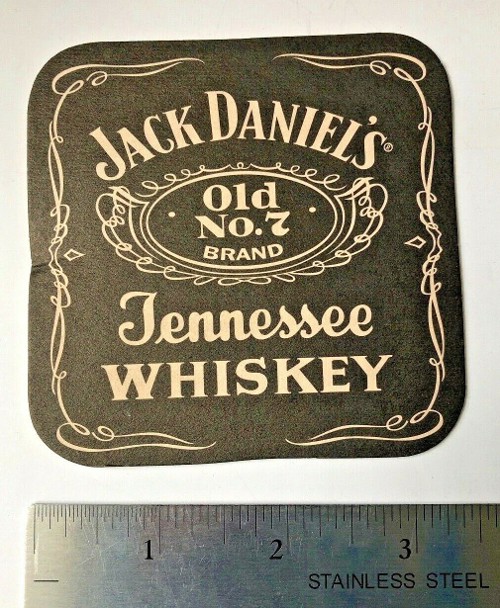 JACK DANIEL'S®
Old
No.7
BRAND
Tennessee
WHISKEY
1 2 3
STAINLESS STEEL